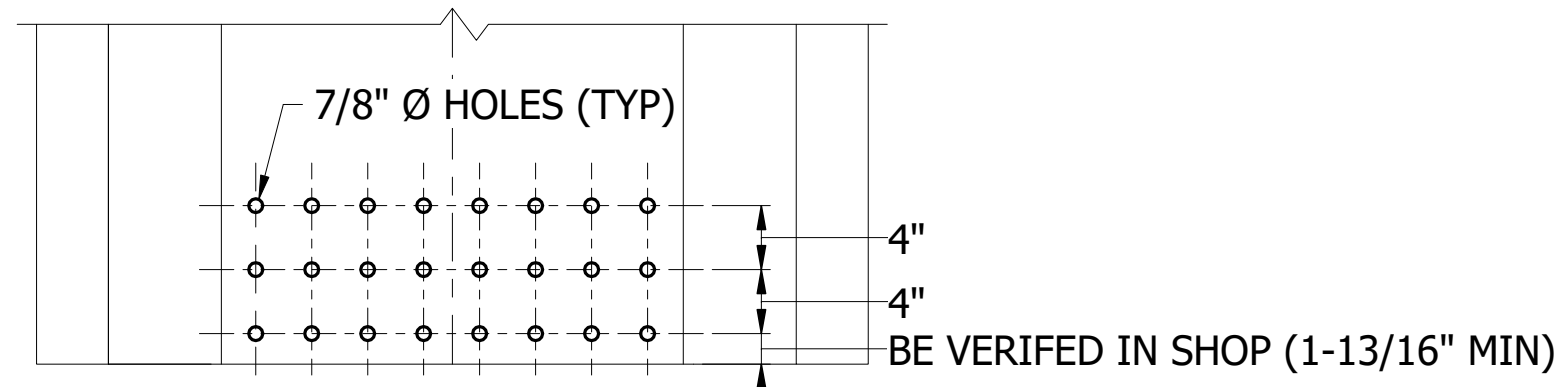 7/8" Ø HOLES (TYP)
4"
4"
BE VERIFED IN SHOP (1-13/16" MIN)